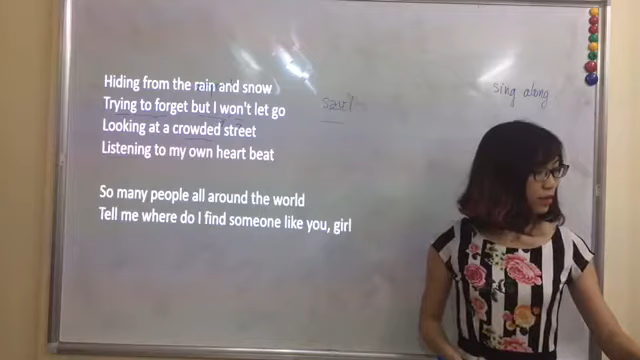 Hiding from the rain and snow
Trying to forget but I won't let go
Looking at a crowded street
Listening to my own heart beat
So many people all around the world
Tell me where do I find someone like you, girl
sing along